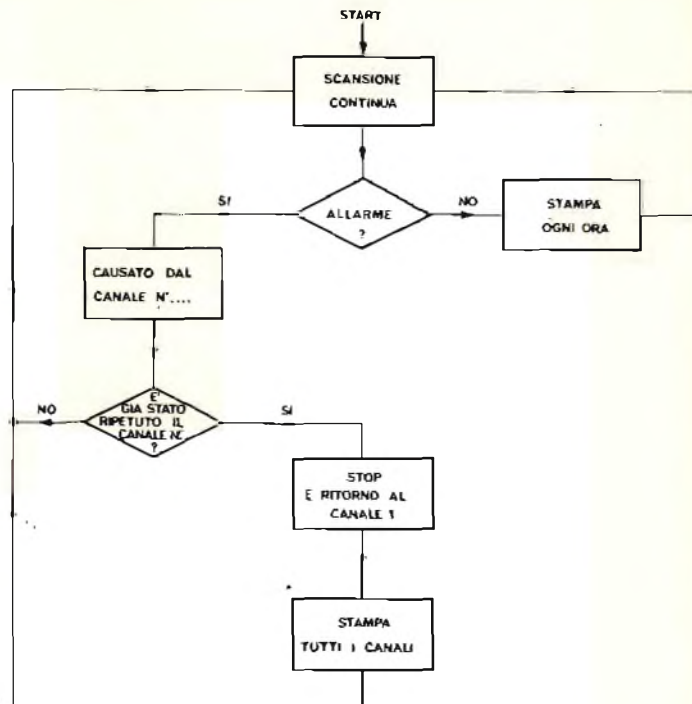 START
SCANSIONE
CONTINUA
SI
ALLARME
?
NO
STAMPA
OGNI ORA
CAUSATO DAL
CANALE N°....
NO
E'
GIA STATO
RIPETUTO IL
CANALE N°
?
SI
STOP
E RITORNO AL
CANALE 1
STAMPA
TUTTI I CANALI